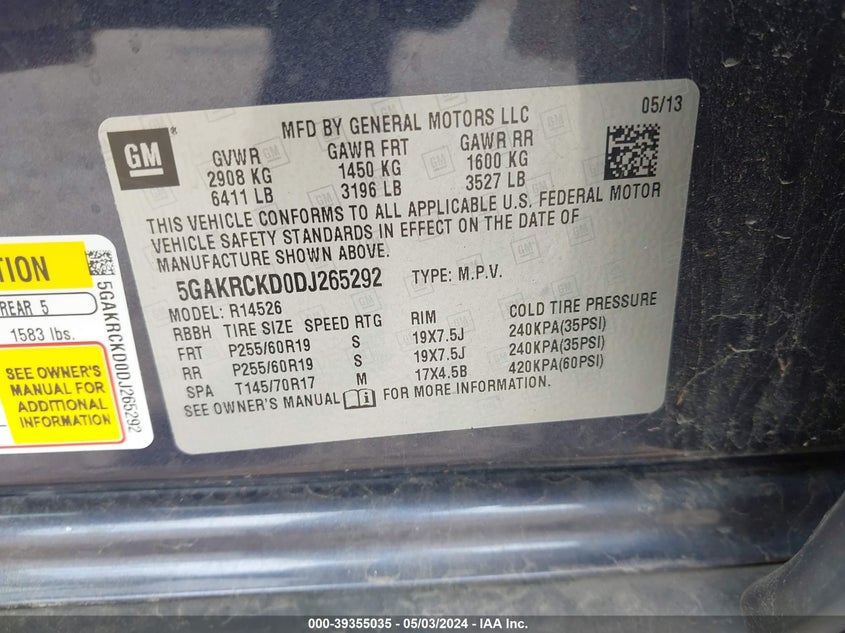 05/13
MFD BY GENERAL MOTORS LLC
GM
GVWR GAWR FRT GAWR RR
2908 KG 1450 KG 1600 KG
6411 LB 3196 LB 3527 LB
THIS VEHICLE CONFORMS TO ALL APPLICABLE U.S. FEDERAL MOTOR
VEHICLE SAFETY STANDARDS IN EFFECT ON THE DATE OF
MANUFACTURE SHOWN ABOVE.
5GAKRCKD0DJ265292 TYPE: M.P.V.
MODEL: R14526
RBBH TIRE SIZE SPEED RTG RIM COLD TIRE PRESSURE
FRT P255/60R19 S 19X7.5J 240KPA(35PSI)
RR P255/60R19 S 19X7.5J 240KPA(35PSI)
SPA T145/70R17 M 17X4.5B 420KPA(60PSI)
SEE OWNER'S MANUAL FOR MORE INFORMATION.
REAR 5
1583 lbs.
SEE OWNER'S
MANUAL FOR
ADDITIONAL
INFORMATION
5GAKRCKD0DJ265292
000-39355035 - 05/03/2024 - IAA Inc.